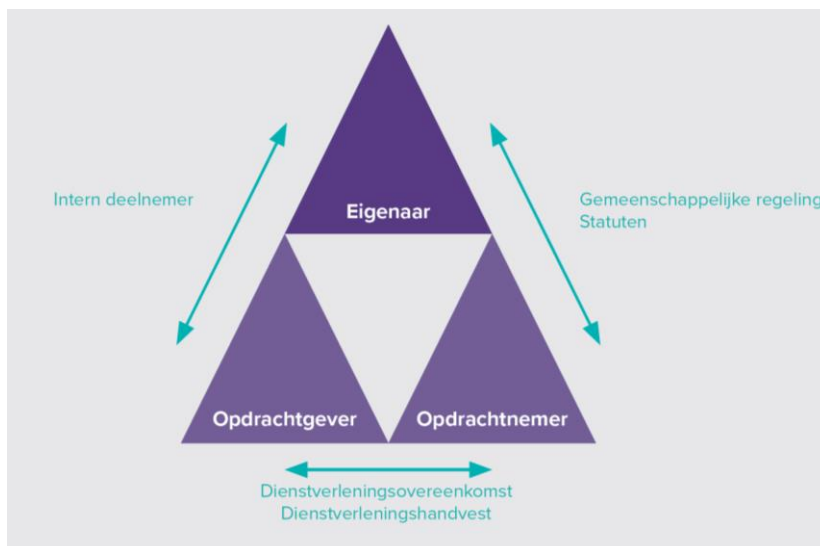 Intern deelnemer
Gemeenschappelijke regeling
Statuten
Eigenaar
Opdrachtgever
Opdrachtnemer
Dienstverleningsovereenkomst
Dienstverleningshandvest